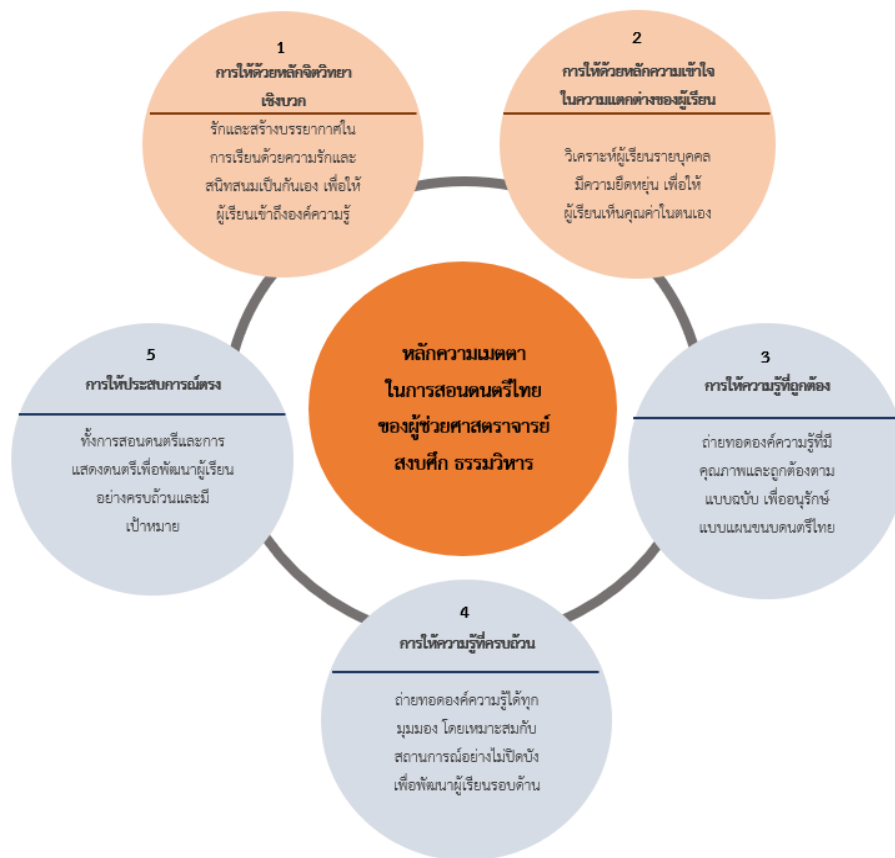 1
การให้ด้วยหลักจิตวิทยา
เชิงบวก
รักและสร้างบรรยากาศใน
การเรียนด้วยความรักและ
สนิทสนมเป็นกันเอง เพื่อให้
ผู้เรียนเข้าถึงองค์ความรู้
2
การให้ด้วยหลักความเข้าใจ
ในความแตกต่างของผู้เรียน
วิเคราะห์ผู้เรียนรายบุคคล
มีความยืดหยุ่น เพื่อให้
ผู้เรียนเห็นคุณค่าในตนเอง
หลักความเมตตา
ในการสอนดนตรีไทย
ของผู้ช่วยศาสตราจารย์
สงบศึก ธรรมวิหาร
3
การให้ความรู้ที่ถูกต้อง
ถ่ายทอดองค์ความรู้ที่มี
คุณภาพและถูกต้องตาม
แบบฉบับ เพื่ออนุรักษ์
แบบแผนขนบดนตรีไทย
4
การให้ความรู้ที่ครบถ้วน
ถ่ายทอดองค์ความรู้ได้ทุก
มุมมอง โดยเหมาะสมกับ
สถานการณ์อย่างไม่ปิดบัง
เพื่อพัฒนาผู้เรียนรอบด้าน
5
การให้ประสบการณ์ตรง
ทั้งการสอนดนตรีและการ
แสดงดนตรีเพื่อพัฒนาผู้เรียน
อย่างครบถ้วนและมี
เป้าหมาย